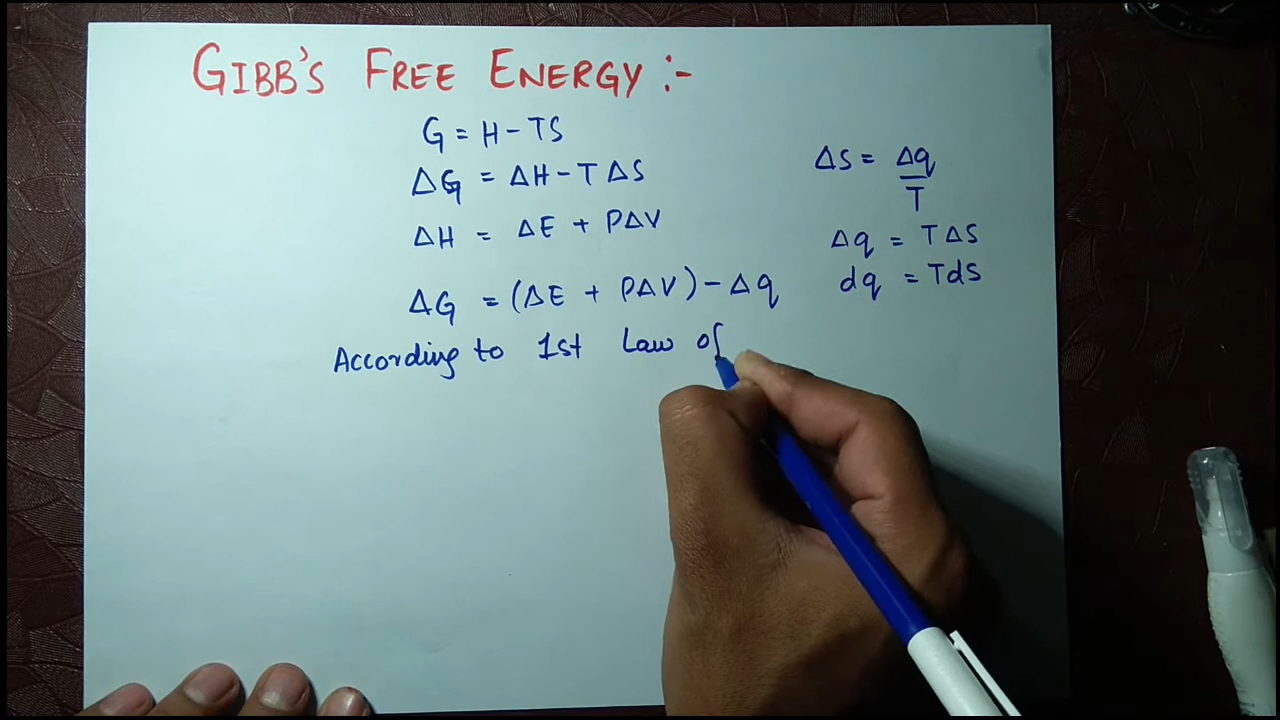 GIBB'S FREE ENERGY :-
G = H - TS
ΔG = ΔH - T ΔS
ΔH = ΔE + PΔV
ΔG = (ΔE + PΔV) - Δq
According to 1st Law of
ΔS = Δq/T
Δq = TΔS
dq = TdS